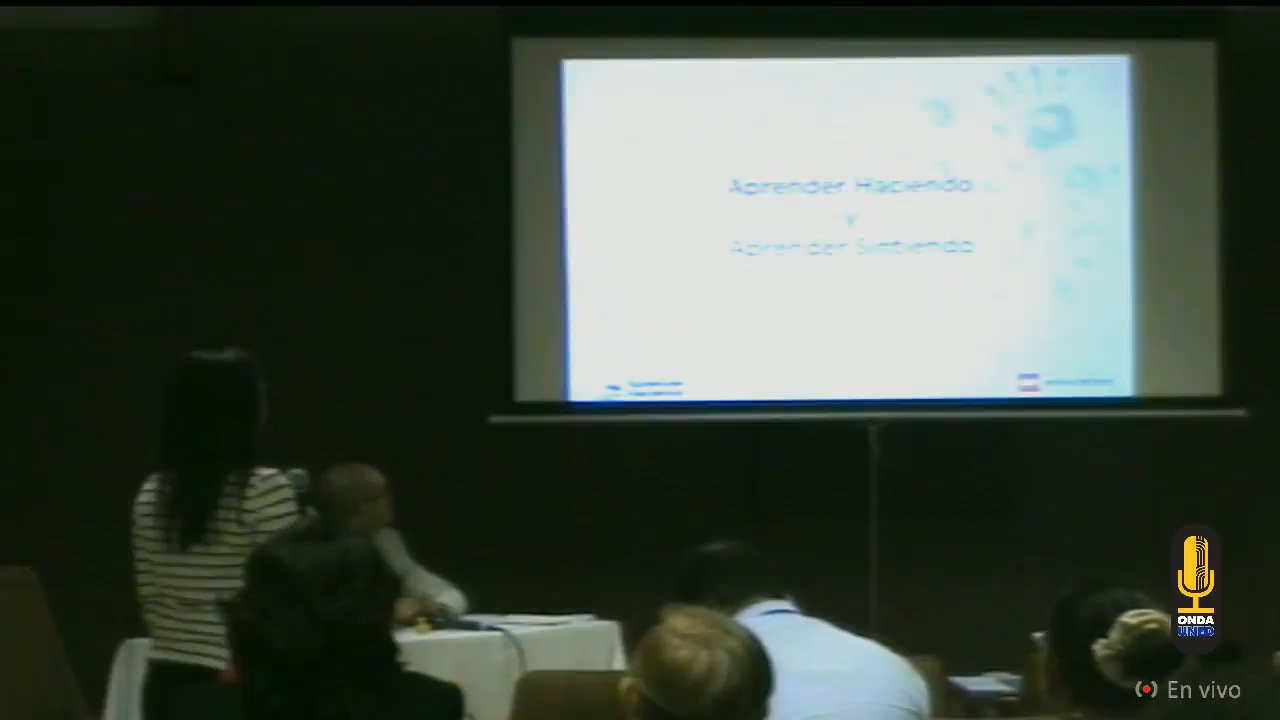 Aprender Haciendo
y
Aprender Sintiendo
ONDA
UNED
En vivo